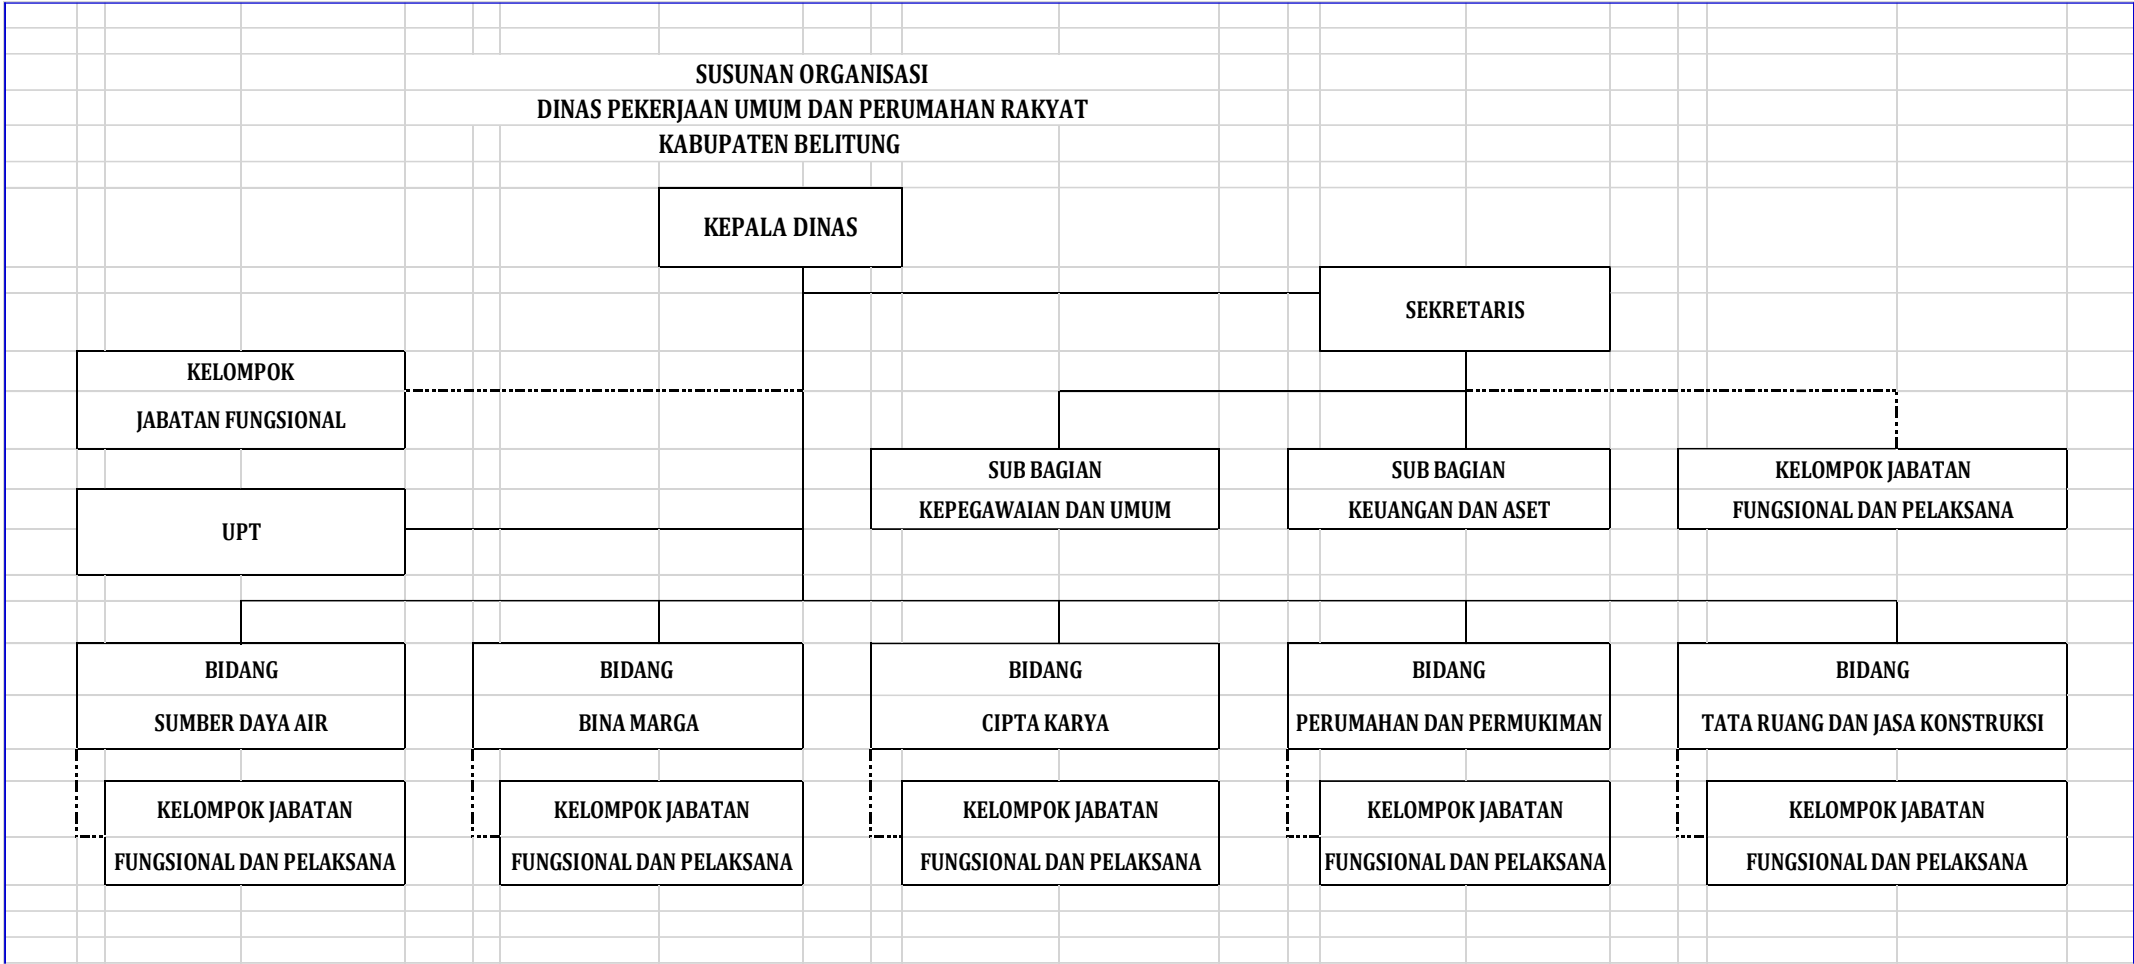 SUSUNAN ORGANISASI
DINAS PEKERJAAN UMUM DAN PERUMAHAN RAKYAT
KABUPATEN BELITUNG
KEPALA DINAS
SEKRETARIS
KELOMPOK
JABATAN FUNGSIONAL
SUB BAGIAN
KEPEGAWAIAN DAN UMUM
SUB BAGIAN
KEUANGAN DAN ASET
KELOMPOK JABATAN
FUNGSIONAL DAN PELAKSANA
UPT
BIDANG
SUMBER DAYA AIR
BIDANG
BINA MARGA
BIDANG
CIPTA KARYA
BIDANG
PERUMAHAN DAN PERMUKIMAN
BIDANG
TATA RUANG DAN JASA KONSTRUKSI
KELOMPOK JABATAN
FUNGSIONAL DAN PELAKSANA
KELOMPOK JABATAN
FUNGSIONAL DAN PELAKSANA
KELOMPOK JABATAN
FUNGSIONAL DAN PELAKSANA
KELOMPOK JABATAN
FUNGSIONAL DAN PELAKSANA
KELOMPOK JABATAN
FUNGSIONAL DAN PELAKSANA